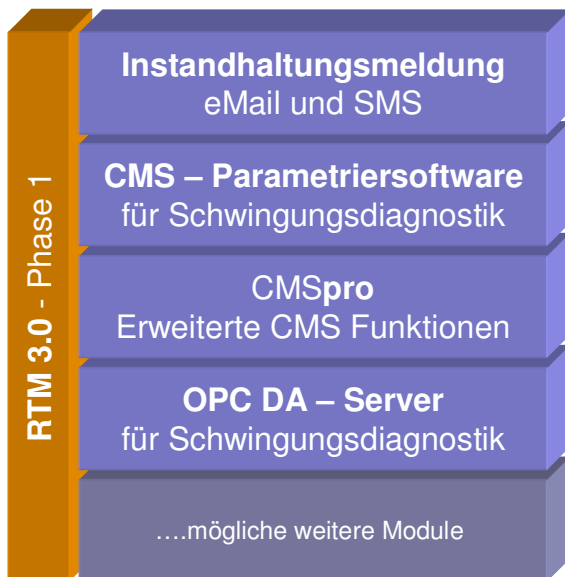 RTM 3.0 - Phase 1
Instandhaltungsmeldung
eMail und SMS
CMS – Parametriersoftware
für Schwingungsdiagnostik
CMSpro
Erweiterte CMS Funktionen
OPC DA – Server
für Schwingungsdiagnostik
....mögliche weitere Module